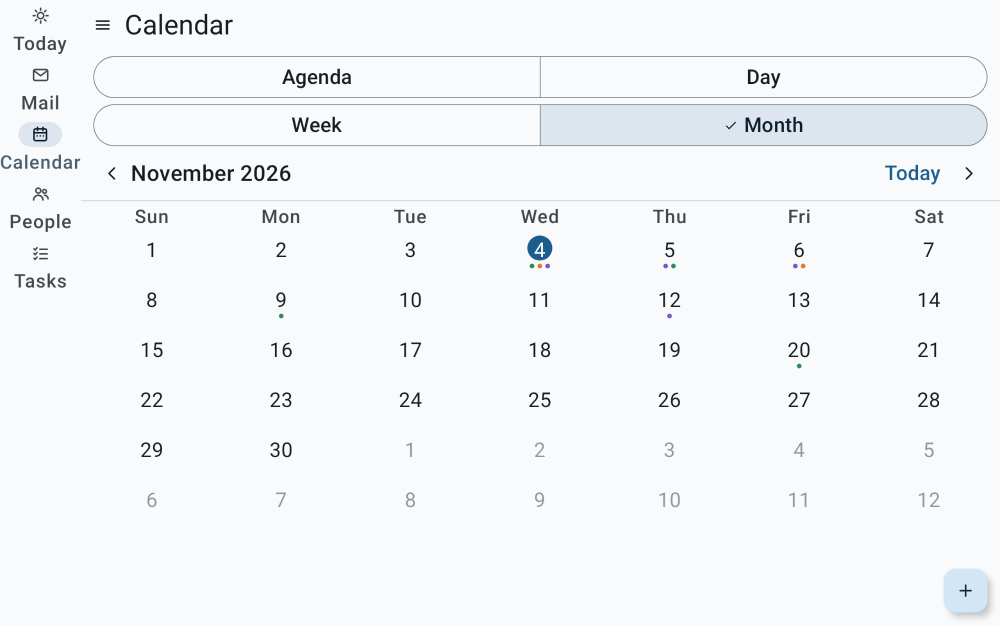 Today
Mail
Calendar
People
Tasks
Calendar
Agenda Day
Week Month
November 2026 Today
Sun Mon Tue Wed Thu Fri Sat
1 2 3 4 5 6 7
8 9 10 11 12 13 14
15 16 17 18 19 20 21
22 23 24 25 26 27 28
29 30 1 2 3 4 5
6 7 8 9 10 11 12